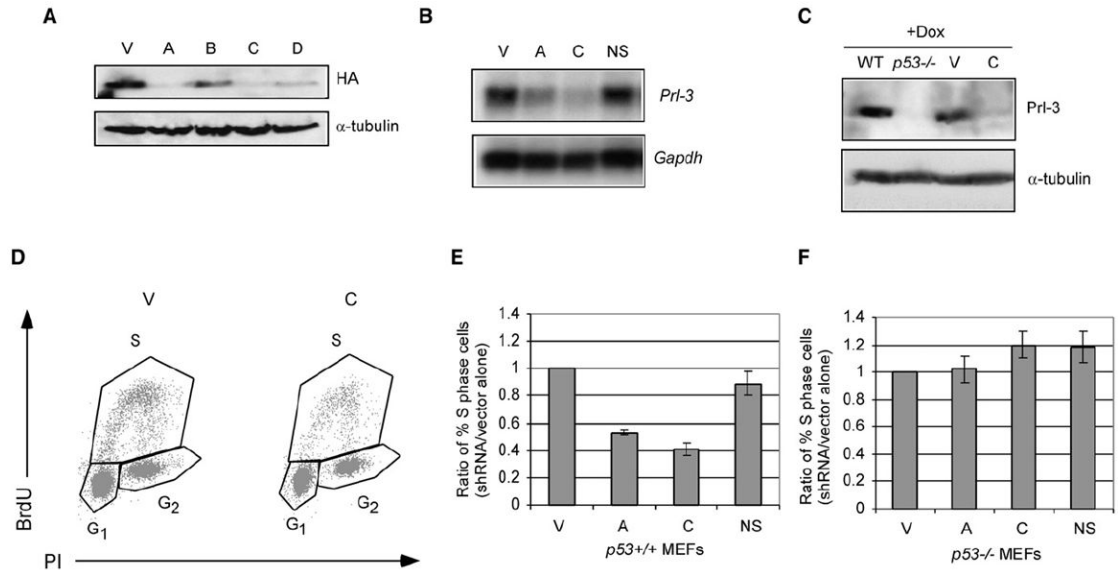 A
V A B C D
HA
α-tubulin
B
V A C NS
Prl-3
Gapdh
C
+Dox
WT p53-/- V C
Prl-3
α-tubulin
D
V
C
S
S
G1
G2
G1
G2
BrdU
PI
E
Ratio of % S phase cells
(shRNA/vector alone)
1.4
1.2
1
0.8
0.6
0.4
0.2
0
V A C NS
p53+/+ MEFs
F
Ratio of % S phase cells
(shRNA/vector alone)
1.4
1.2
1
0.8
0.6
0.4
0.2
0
V A C NS
p53-/- MEFs